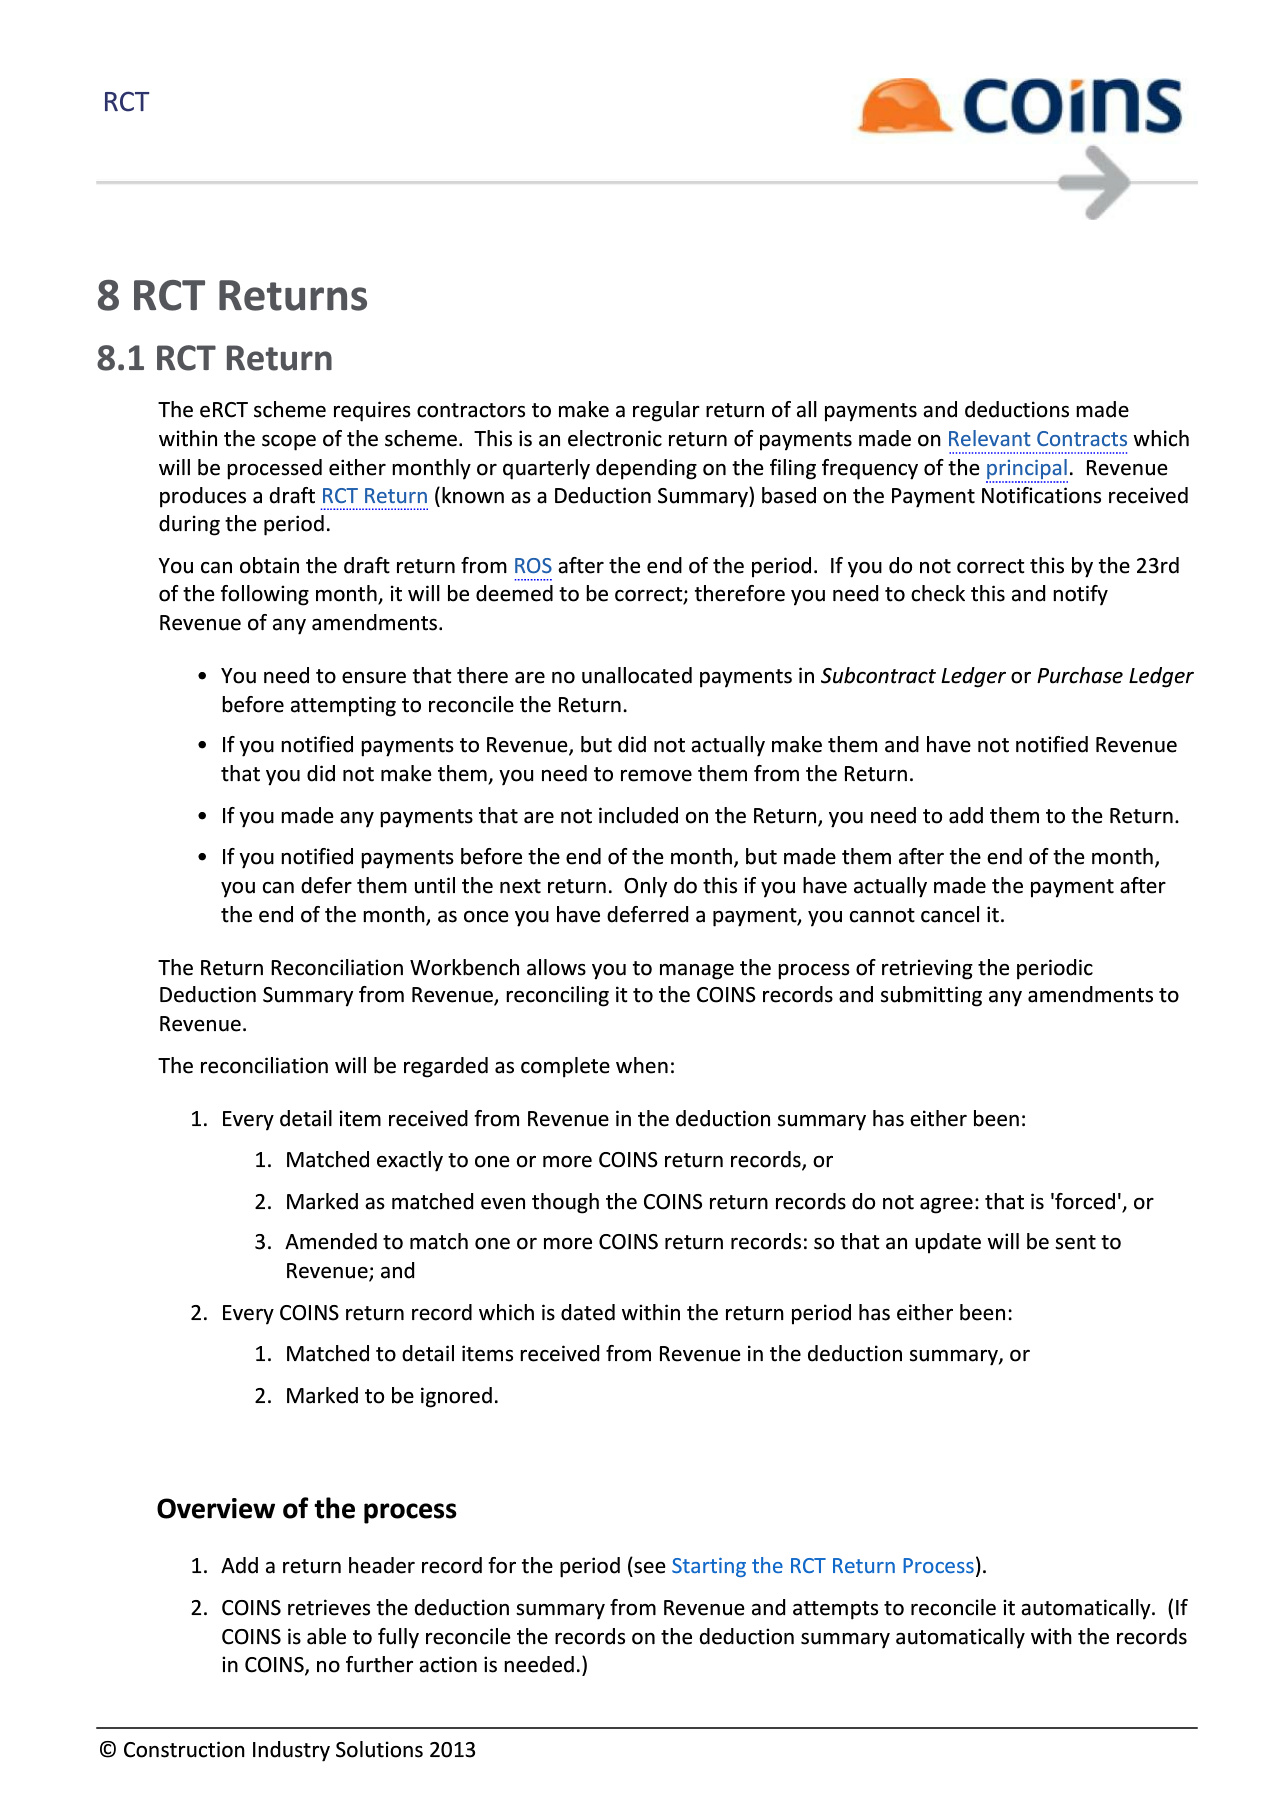 RCT
coins
8 RCT Returns
8.1 RCT Return
The eRCT scheme requires contractors to make a regular return of all payments and deductions made
within the scope of the scheme.  This is an electronic return of payments made on Relevant Contracts which
will be processed either monthly or quarterly depending on the filing frequency of the principal.  Revenue
produces a draft RCT Return (known as a Deduction Summary) based on the Payment Notifications received
during the period.
You can obtain the draft return from ROS after the end of the period.  If you do not correct this by the 23rd
of the following month, it will be deemed to be correct; therefore you need to check this and notify
Revenue of any amendments.
• You need to ensure that there are no unallocated payments in Subcontract Ledger or Purchase Ledger
before attempting to reconcile the Return.
• If you notified payments to Revenue, but did not actually make them and have not notified Revenue
that you did not make them, you need to remove them from the Return.
• If you made any payments that are not included on the Return, you need to add them to the Return.
• If you notified payments before the end of the month, but made them after the end of the month,
you can defer them until the next return.  Only do this if you have actually made the payment after
the end of the month, as once you have deferred a payment, you cannot cancel it.
The Return Reconciliation Workbench allows you to manage the process of retrieving the periodic
Deduction Summary from Revenue, reconciling it to the COINS records and submitting any amendments to
Revenue.
The reconciliation will be regarded as complete when:
1. Every detail item received from Revenue in the deduction summary has either been:
1. Matched exactly to one or more COINS return records, or
2. Marked as matched even though the COINS return records do not agree: that is 'forced', or
3. Amended to match one or more COINS return records: so that an update will be sent to
Revenue; and
2. Every COINS return record which is dated within the return period has either been:
1. Matched to detail items received from Revenue in the deduction summary, or
2. Marked to be ignored.
Overview of the process
1. Add a return header record for the period (see Starting the RCT Return Process).
2. COINS retrieves the deduction summary from Revenue and attempts to reconcile it automatically.  (If
COINS is able to fully reconcile the records on the deduction summary automatically with the records
in COINS, no further action is needed.)
© Construction Industry Solutions 2013